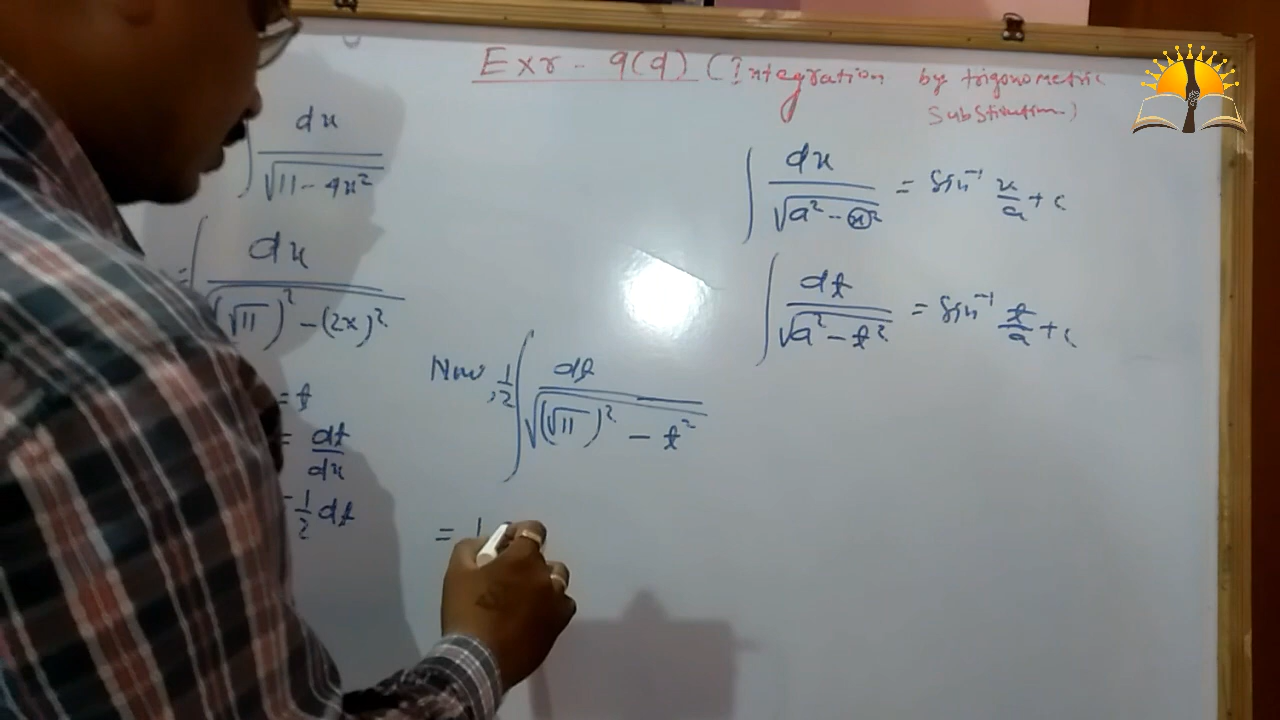 Exr - 9(d) (Integration by trigonometric
Substitution)
∫ dx / √(11 - 4x²)
= ∫ dx / √((√11)² - (2x)²)
= t
= dt/dx
1/2 dt
Now, 1/2 ∫ dt / √((√11)² - t²)
= 1
∫ dx / √(a² - x²) = Sin⁻¹ x/a + c
∫ dt / √(a² - t²) = Sin⁻¹ t/a + c